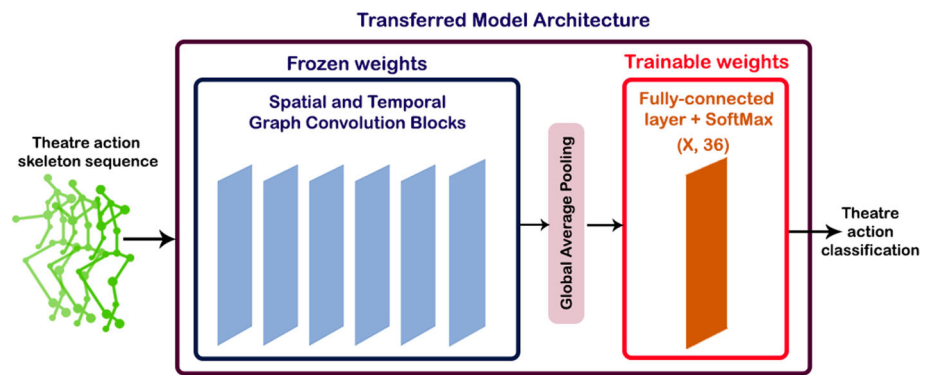 Transferred Model Architecture
Frozen weights
Trainable weights
Spatial and Temporal
Graph Convolution Blocks
Fully-connected
layer + SoftMax
(X, 36)
Theatre action
skeleton sequence
Global Average Pooling
Theatre
action
classification